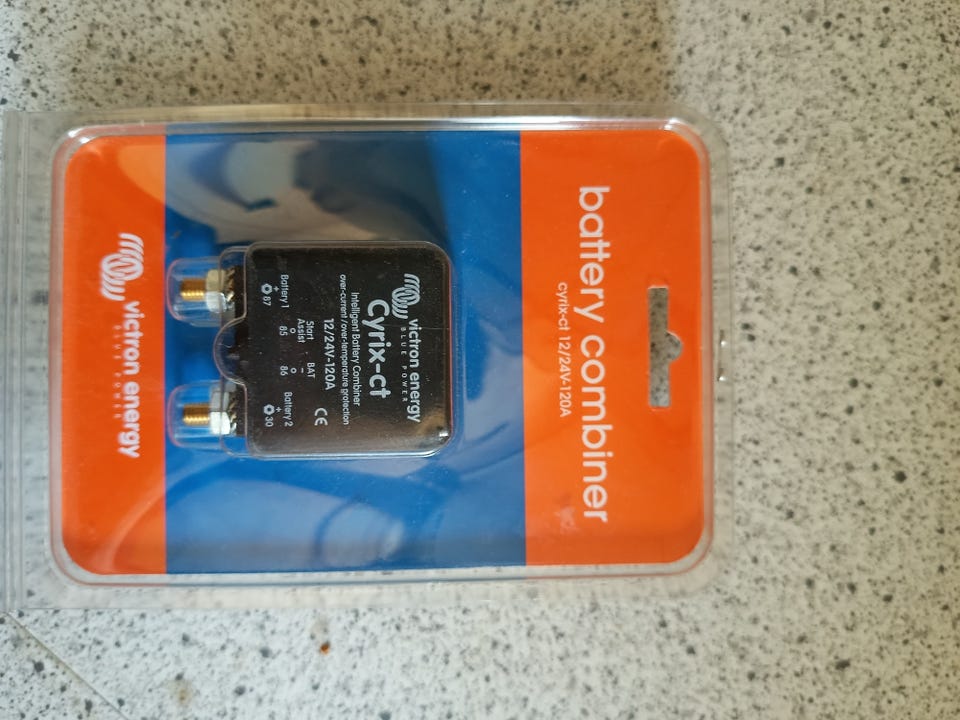 battery combiner
cyrix-ct 12/24V-120A
victron energy
BLUE POWER
Cyrix-ct
12/24V-120A
Intelligent Battery Combiner
over-current/over-temperature protection
CE
Battery 1
+
87
Start
Assist
85
BAT
-
86
Battery 2
+
30
victron energy
BLUE POWER